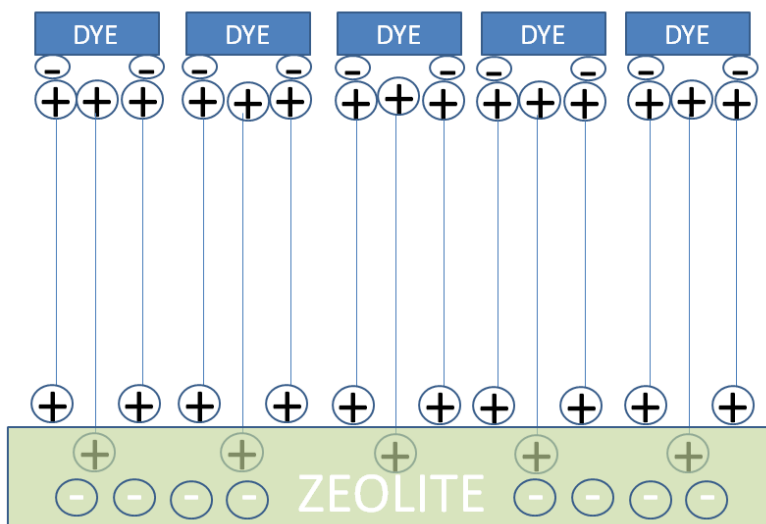 DYE DYE DYE DYE DYE
- - - - - - - - - -
+ + + + + + + + + + + + + + +
+ + + + + + + + + +
+ + + + +
- - - - ZEOLITE - - - -